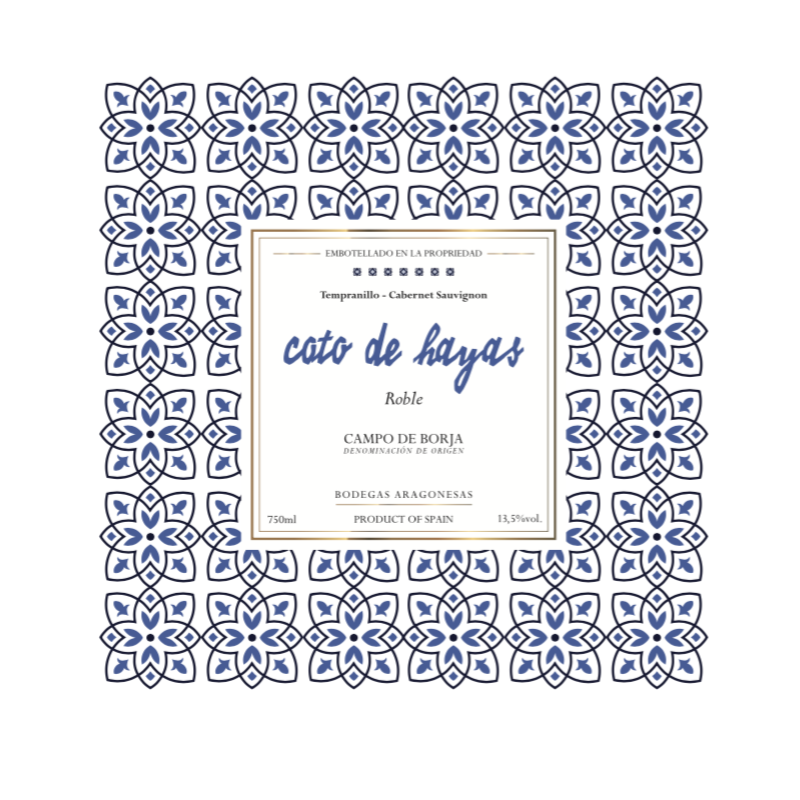 EMBOTELLADO EN LA PROPRIEDAD
Tempranillo - Cabernet Sauvignon
coto de hayas
Roble
CAMPO DE BORJA
DENOMINACIÓN DE ORIGEN
BODEGAS ARAGONESAS
750ml PRODUCT OF SPAIN 13,5%vol.